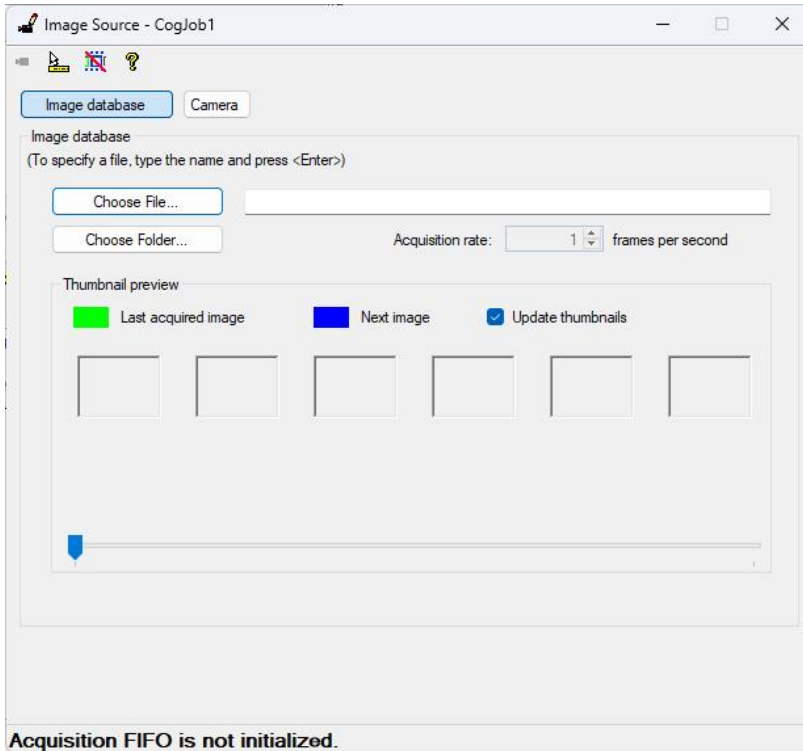 Image Source - CogJob1
Image database
Camera
Image database
(To specify a file, type the name and press <Enter>)
Choose File...
Choose Folder...
Acquisition rate:
1
frames per second
Thumbnail preview
Last acquired image
Next image
Update thumbnails
Acquisition FIFO is not initialized.